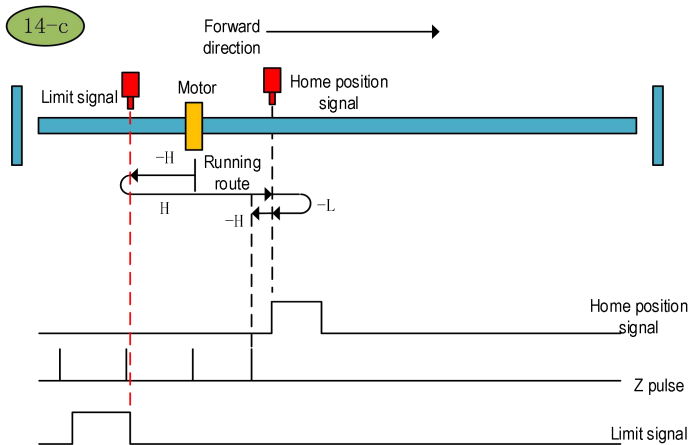 14-c
Forward
direction
Limit signal
Motor
Home position
signal
-H
Running
route
H
-H
-L
Home position
signal
Z pulse
Limit signal